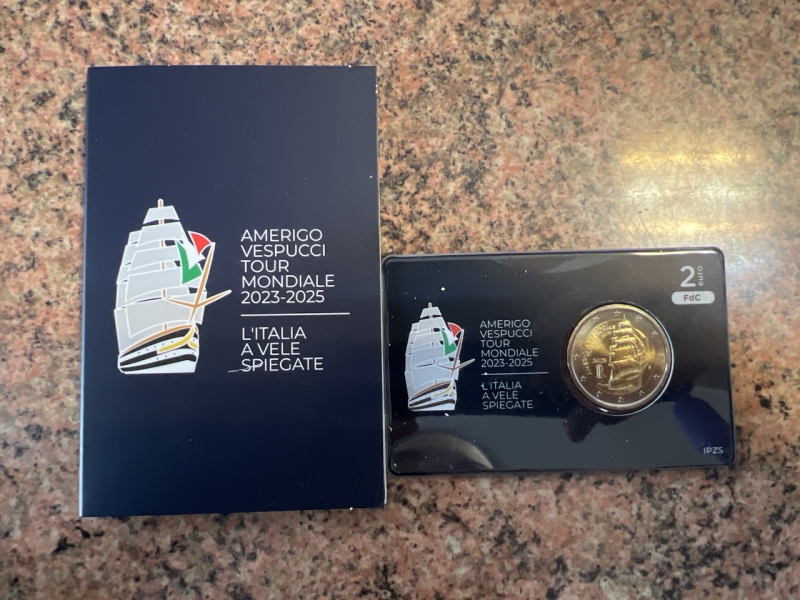 AMERIGO
VESPUCCI
TOUR
MONDIALE
2023-2025
L'ITALIA
A VELE
SPIEGATE
2 euro
FdC
AMERIGO
VESPUCCI
TOUR
MONDIALE
2023-2025
L'ITALIA
A VELE
SPIEGATE
2025
IPZS